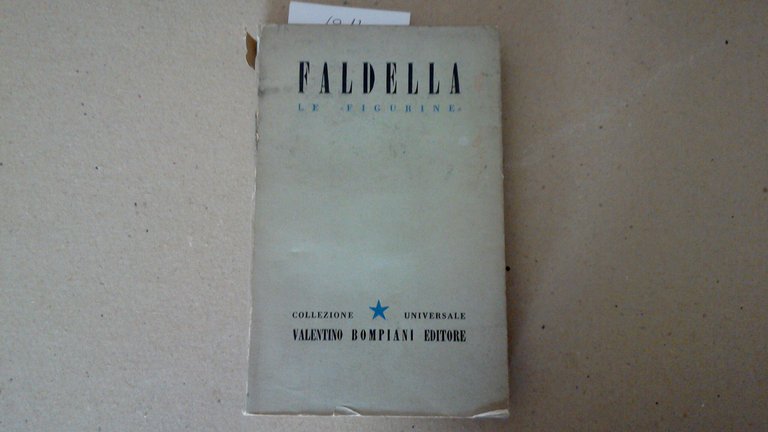 FALDELLA
LE «FIGURINE»
COLLEZIONE UNIVERSALE
VALENTINO BOMPIANI EDITORE